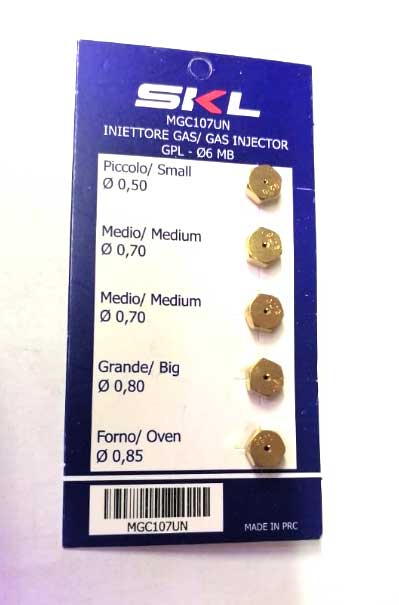 SKL
MGC107UN
INIETTORE GAS/ GAS INJECTOR
GPL - Ø6 MB
Piccolo/ Small
Ø 0,50
Medio/ Medium
Ø 0,70
Medio/ Medium
Ø 0,70
Grande/ Big
Ø 0,80
Forno/ Oven
Ø 0,85
MGC107UN
MADE IN PRC